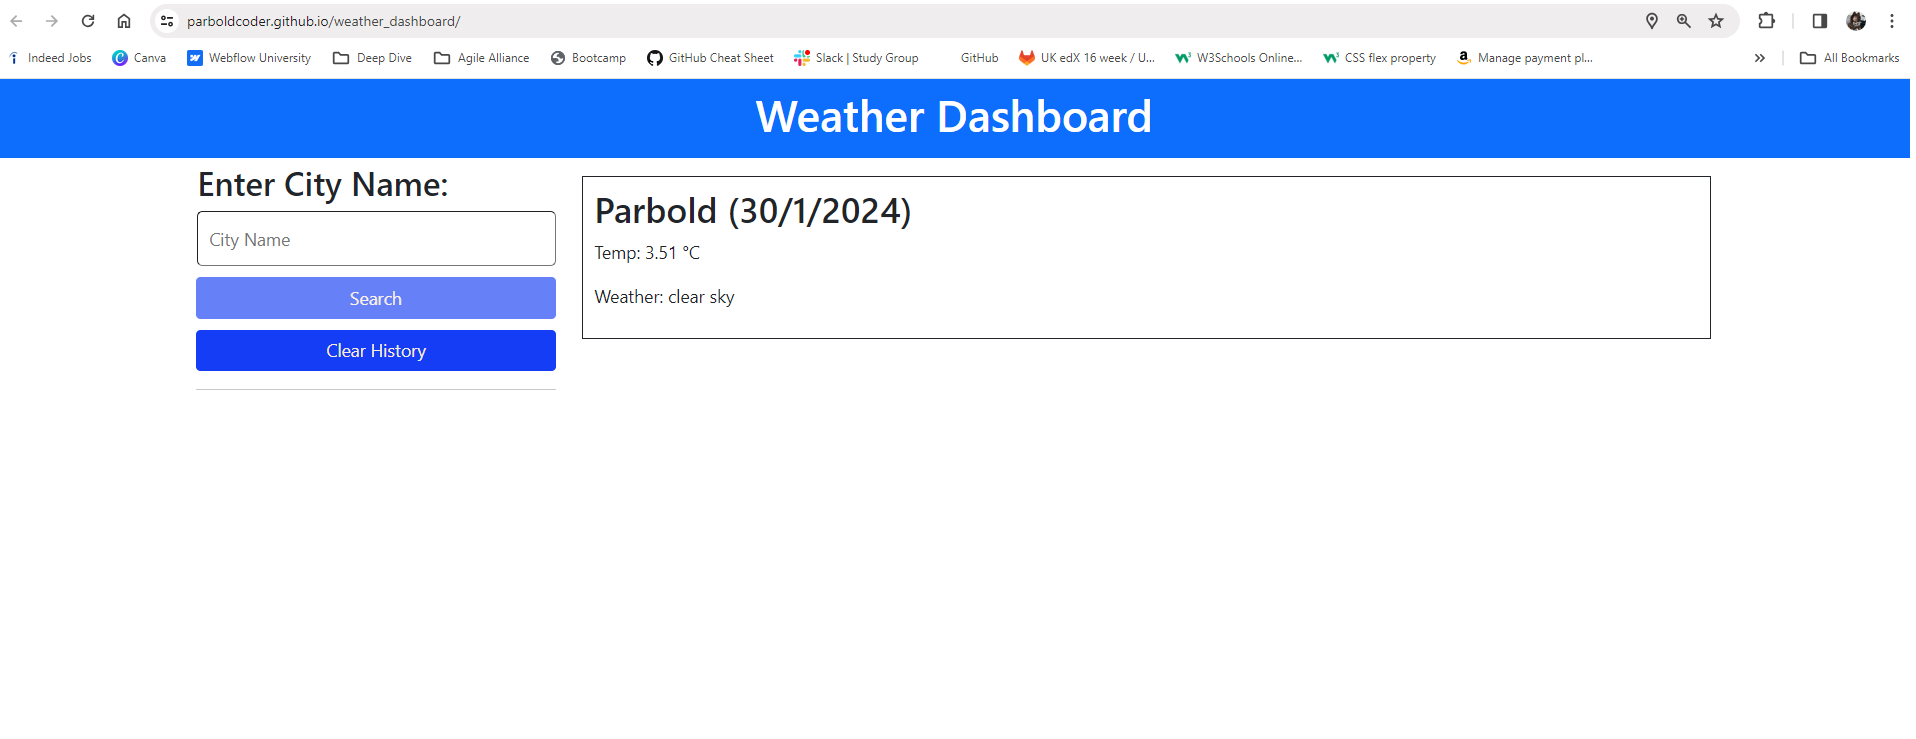 parboldcoder.github.io/weather_dashboard/
Indeed Jobs Canva Webflow University Deep Dive Agile Alliance Bootcamp GitHub Cheat Sheet Slack | Study Group GitHub UK edX 16 week / U... W3Schools Online... CSS flex property Manage payment pl... All Bookmarks
Weather Dashboard
Enter City Name:
City Name
Search
Clear History
Parbold (30/1/2024)
Temp: 3.51 °C
Weather: clear sky